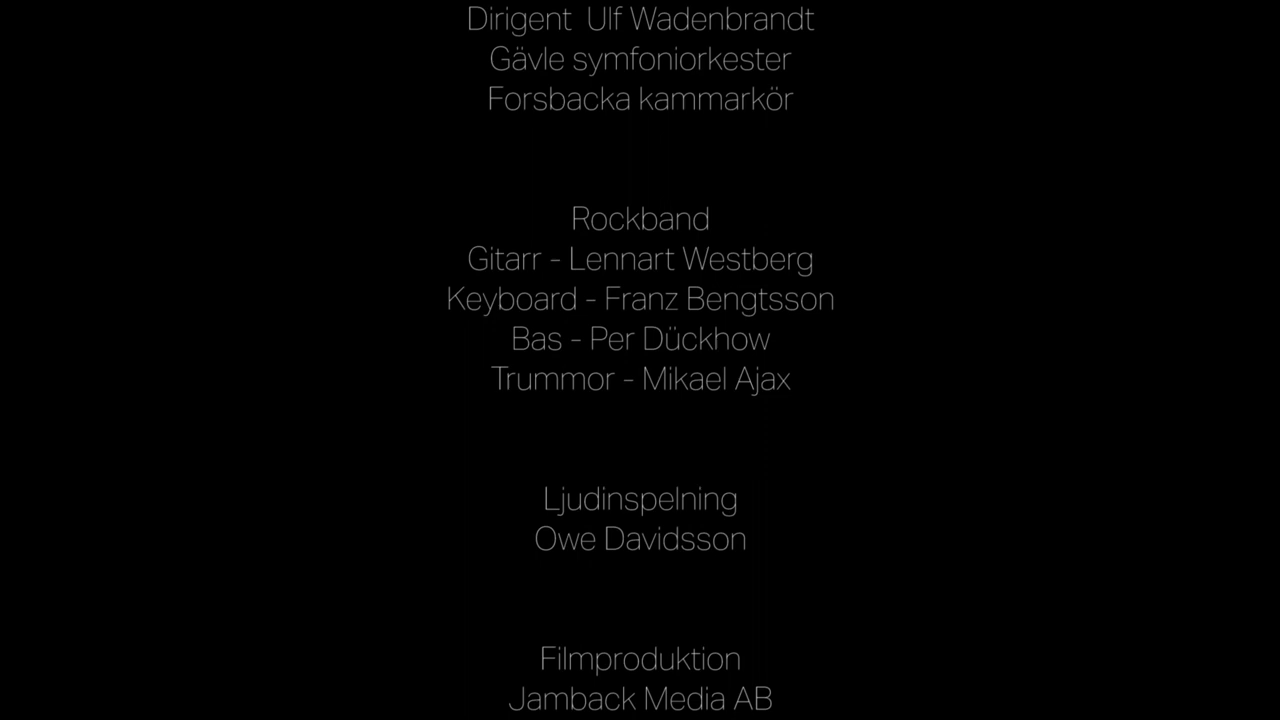 Dirigent  Ulf Wadenbrandt
Gävle symfoniorkester
Forsbacka kammarkör
Rockband
Gitarr - Lennart Westberg
Keyboard - Franz Bengtsson
Bas - Per Dückhow
Trummor - Mikael Ajax
Ljudinspelning
Owe Davidsson
Filmproduktion
Jamback Media AB